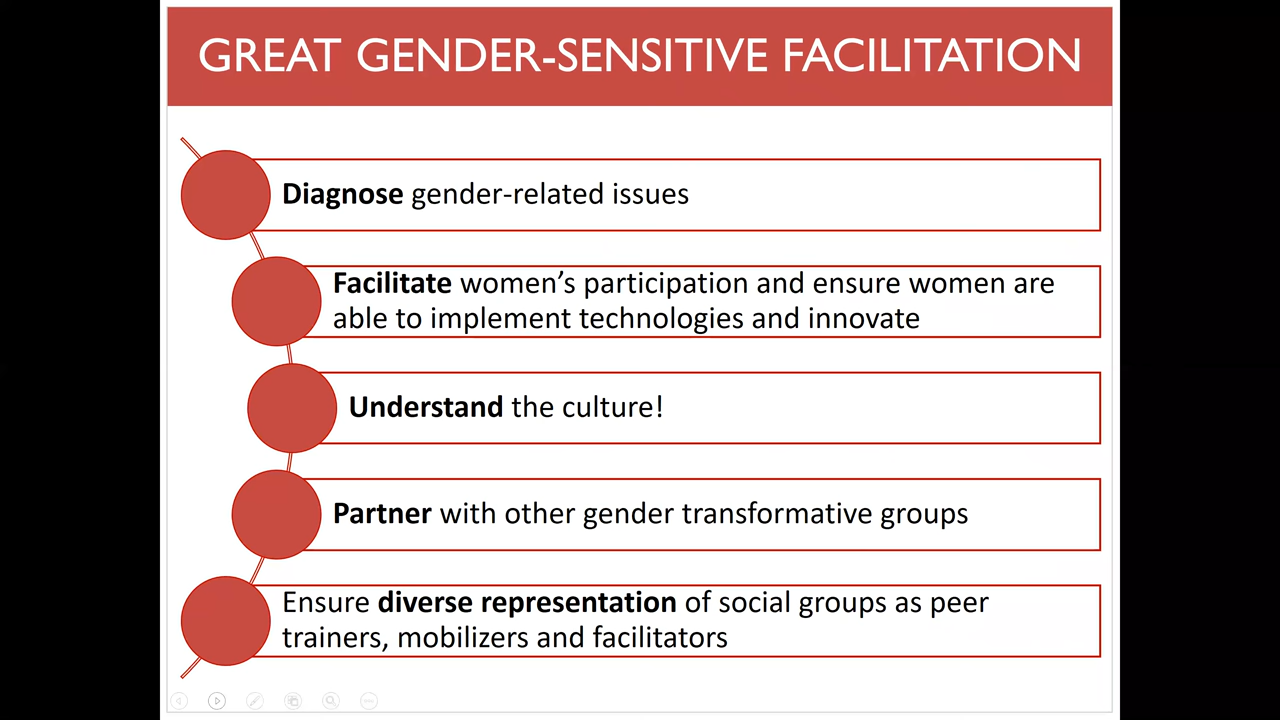 GREAT GENDER-SENSITIVE FACILITATION
Diagnose gender-related issues
Facilitate women’s participation and ensure women are
able to implement technologies and innovate
Understand the culture!
Partner with other gender transformative groups
Ensure diverse representation of social groups as peer
trainers, mobilizers and facilitators